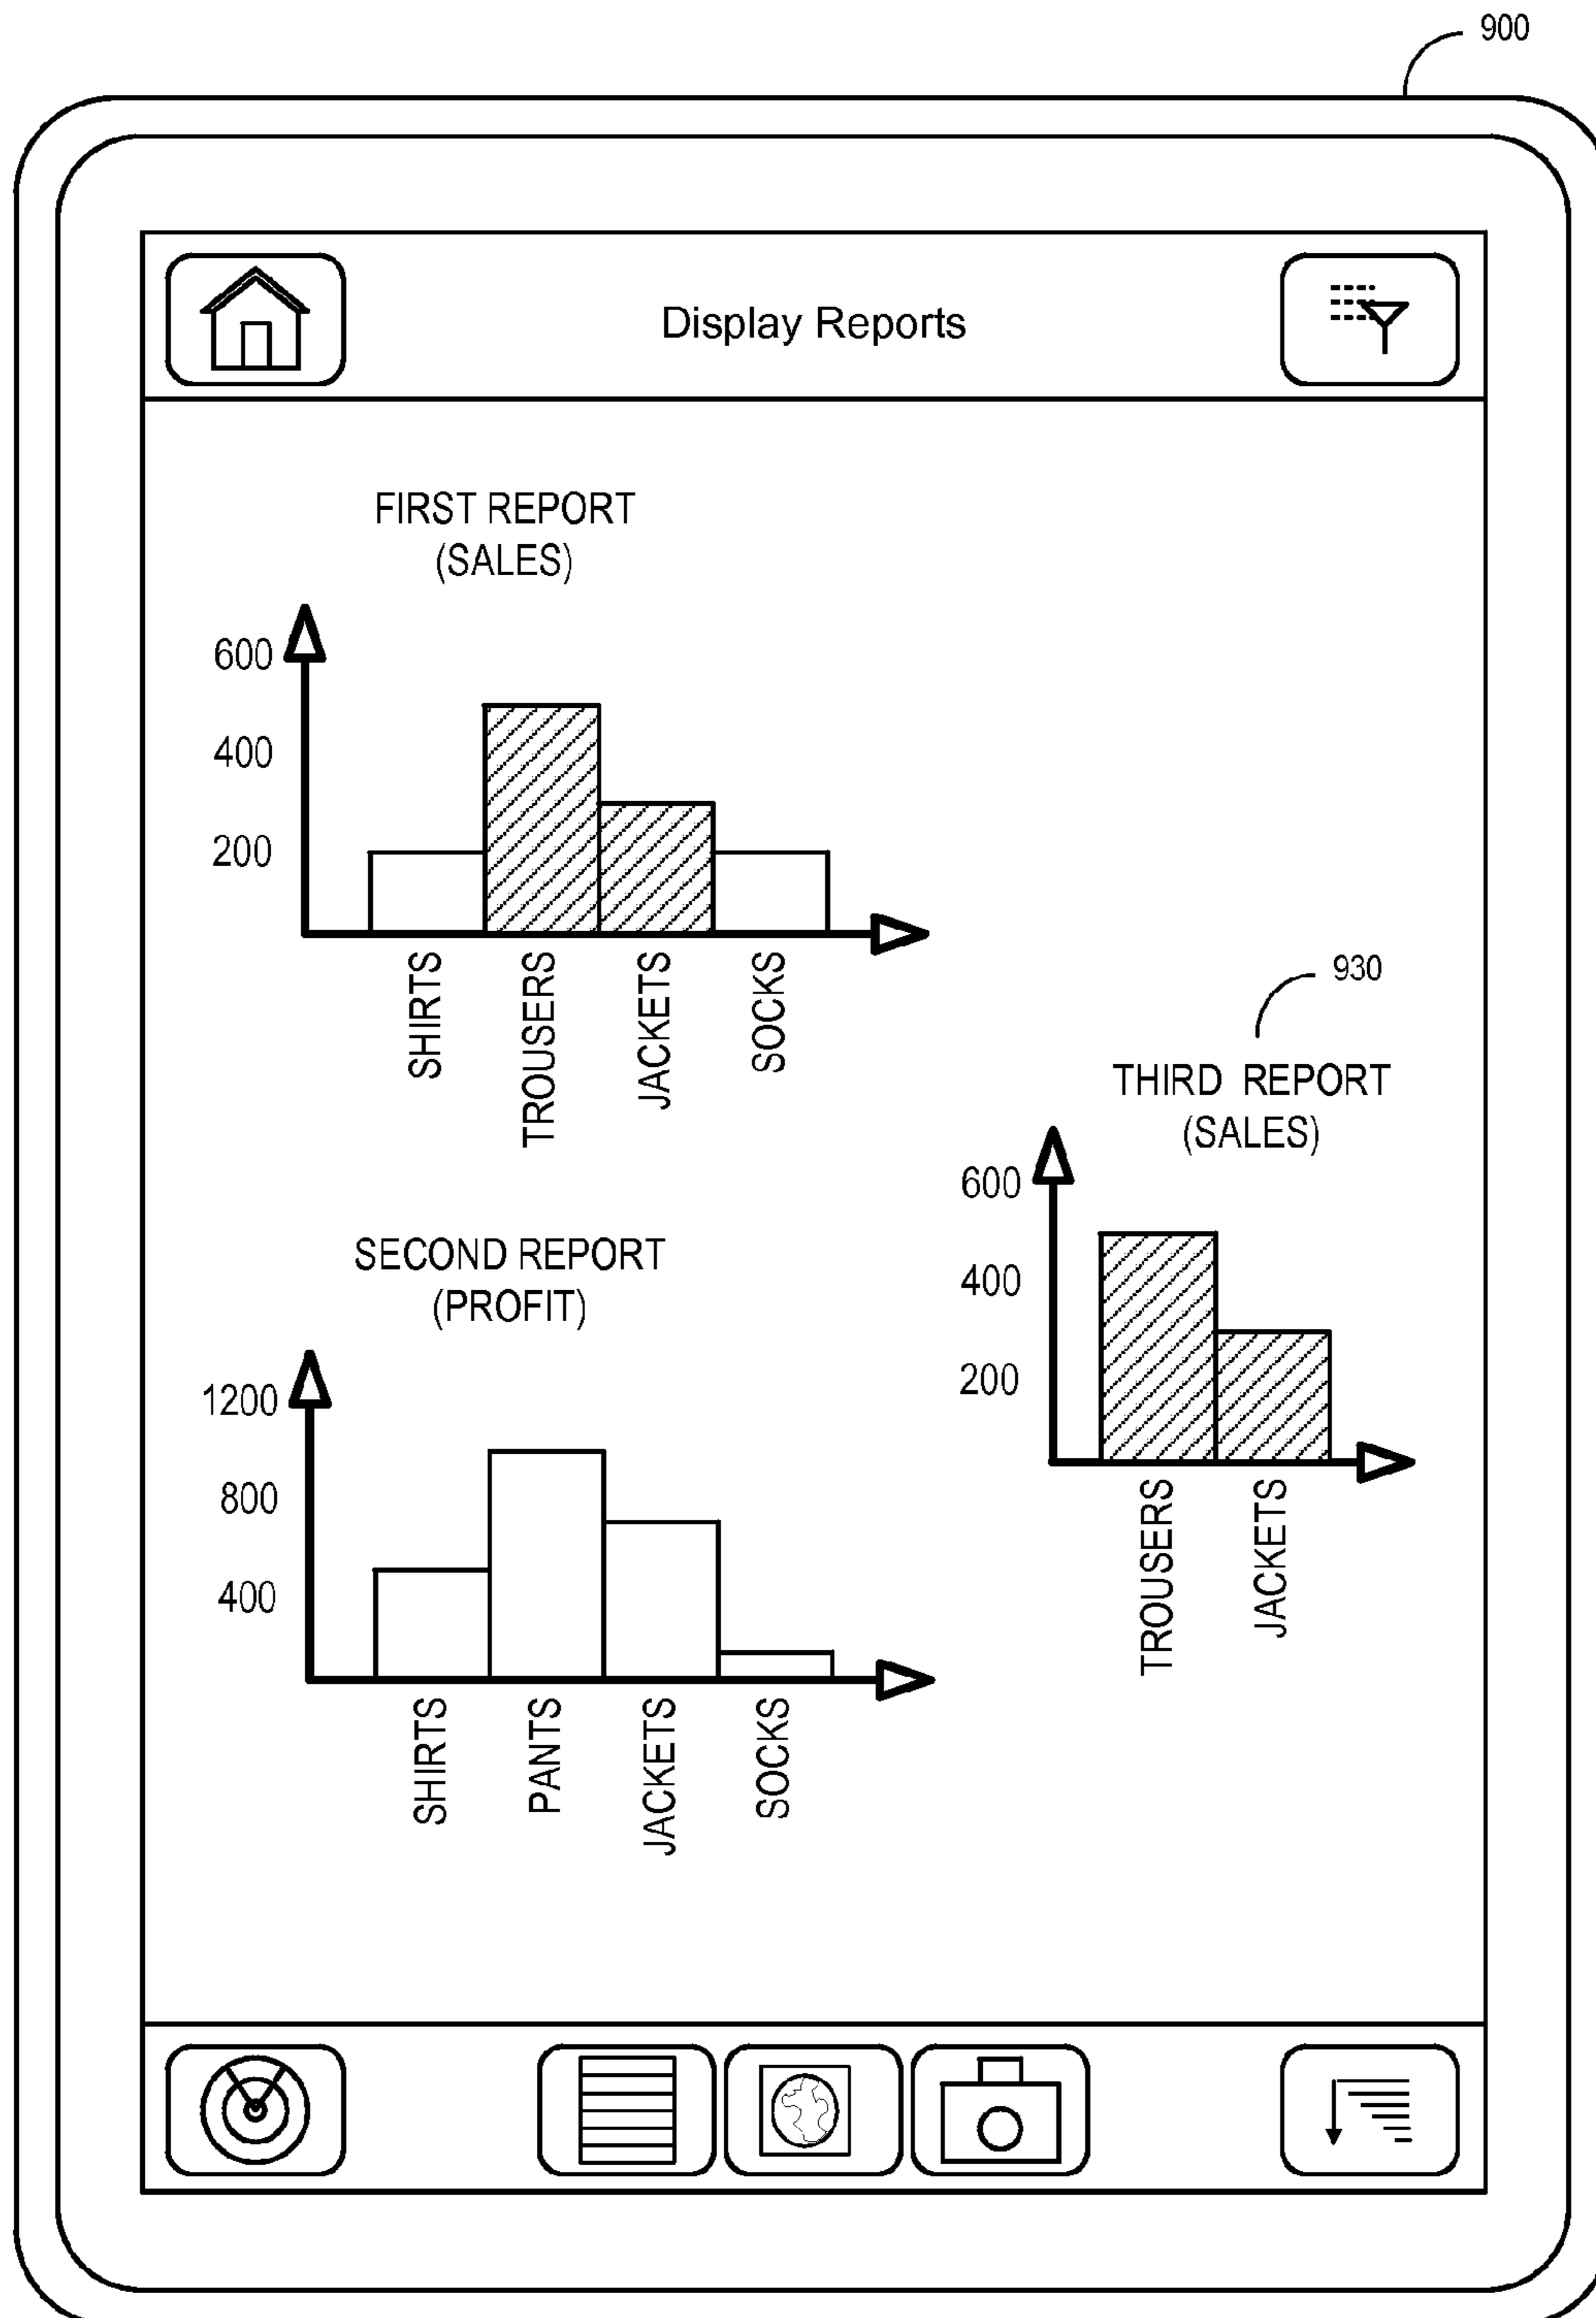 900
Display Reports
FIRST REPORT
(SALES)
600
400
200
SHIRTS
TROUSERS
JACKETS
SOCKS
930
THIRD REPORT
(SALES)
600
400
200
TROUSERS
JACKETS
SECOND REPORT
(PROFIT)
1200
800
400
SHIRTS
PANTS
JACKETS
SOCKS